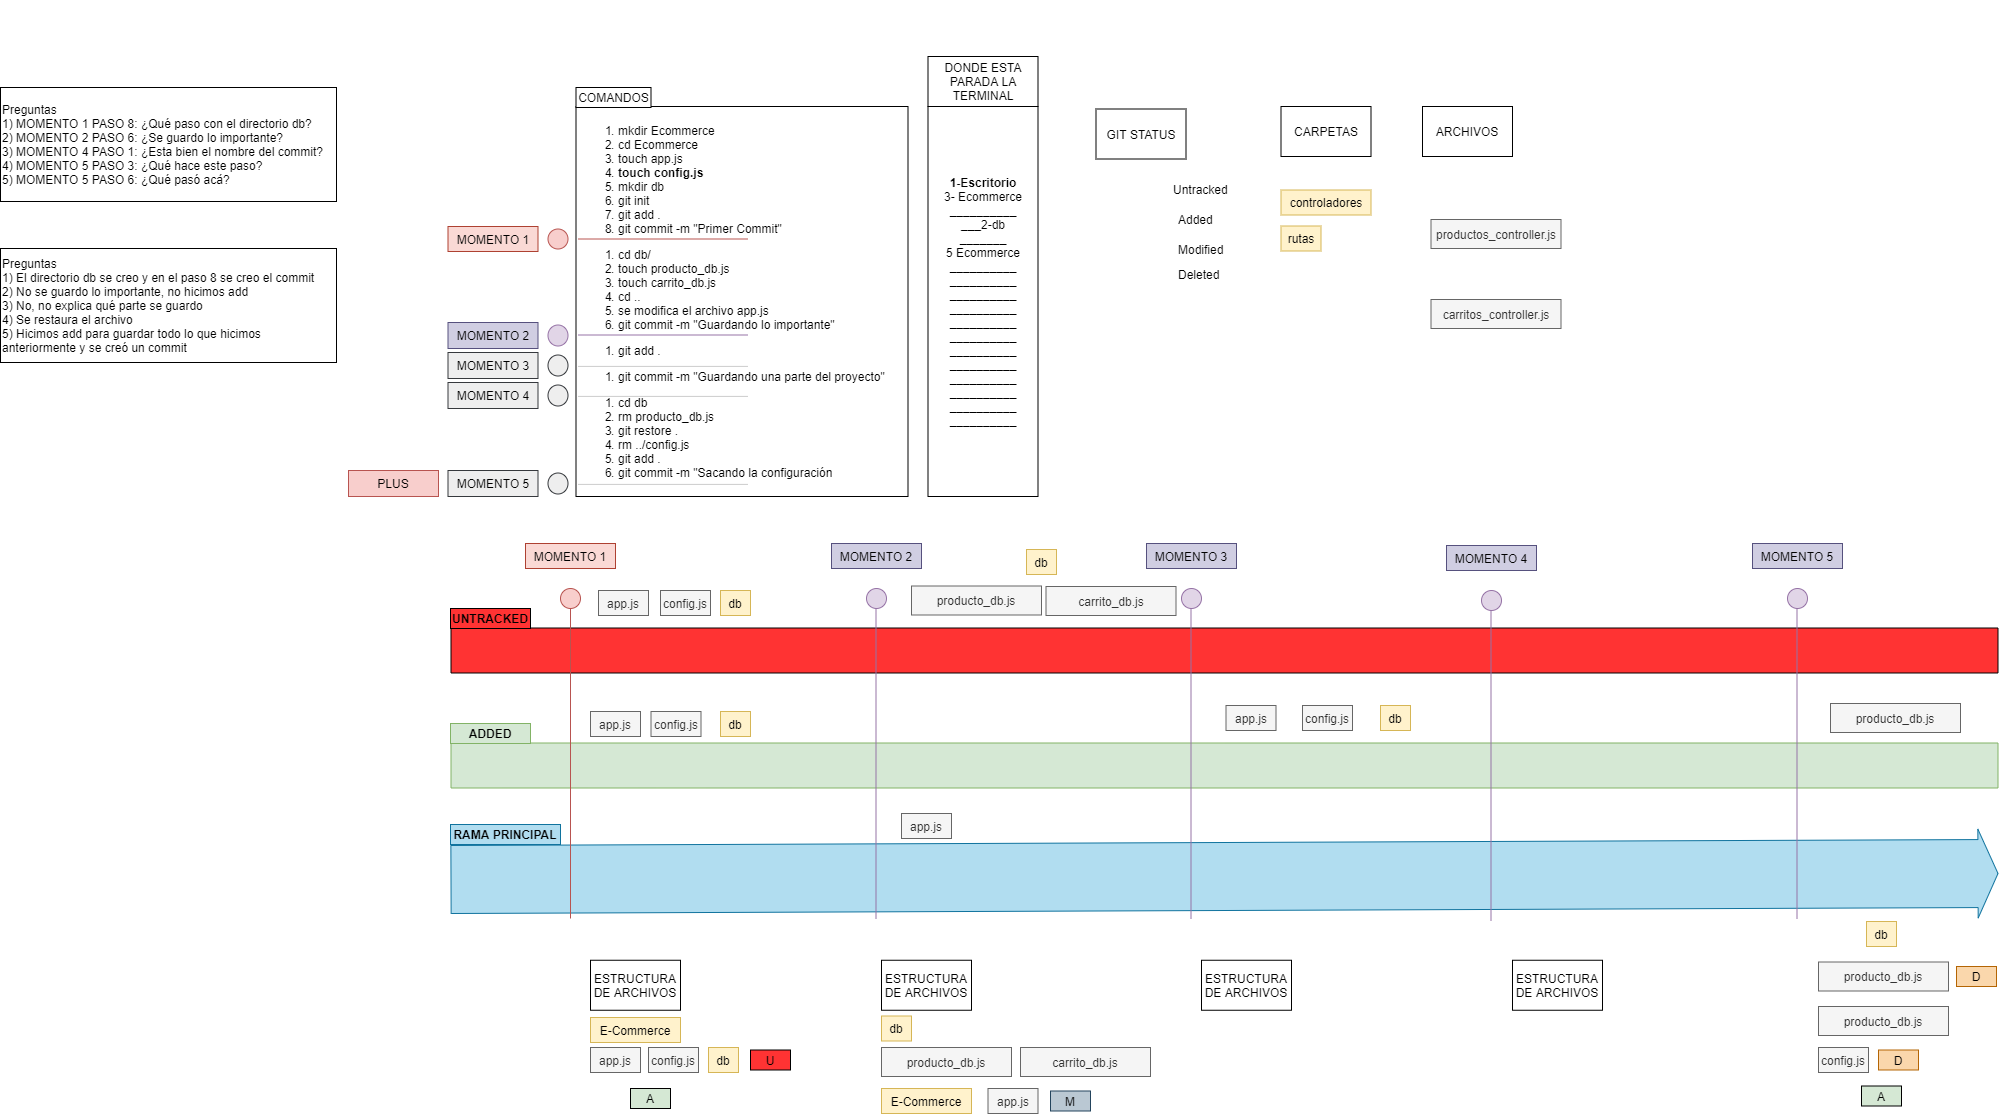 Preguntas
1) MOMENTO 1 PASO 8: ¿Qué paso con el directorio db?
2) MOMENTO 2 PASO 6: ¿Se guardo lo importante?
3) MOMENTO 4 PASO 1: ¿Esta bien el nombre del commit?
4) MOMENTO 5 PASO 3: ¿Qué hace este paso?
5) MOMENTO 5 PASO 6: ¿Qué pasó acá?
Preguntas
1) El directorio db se creo y en el paso 8 se creo el commit
2) No se guardo lo importante, no hicimos add
3) No, no explica qué parte se guardo
4) Se restaura el archivo
5) Hicimos add para guardar todo lo que hicimos
anteriormente y se creó un commit
MOMENTO 1
MOMENTO 2
MOMENTO 3
MOMENTO 4
PLUS
MOMENTO 5
COMANDOS
1. mkdir Ecommerce
2. cd Ecommerce
3. touch app.js
4. touch config.js
5. mkdir db
6. git init
7. git add .
8. git commit -m "Primer Commit"
1. cd db/
2. touch producto_db.js
3. touch carrito_db.js
4. cd ..
5. se modifica el archivo app.js
6. git commit -m "Guardando lo importante"
1. git add .
1. git commit -m "Guardando una parte del proyecto"
1. cd db
2. rm producto_db.js
3. git restore .
4. rm ../config.js
5. git add .
6. git commit -m "Sacando la configuración
DONDE ESTA
PARADA LA
TERMINAL
1-Escritorio
3- Ecommerce
__________
___2-db
_______
5 Ecommerce
__________
__________
__________
__________
__________
__________
__________
__________
__________
__________
__________
__________
GIT STATUS
Untracked
Added
Modified
Deleted
CARPETAS
controladores
rutas
ARCHIVOS
productos_controller.js
carritos_controller.js
MOMENTO 1
MOMENTO 2
db
MOMENTO 3
MOMENTO 4
MOMENTO 5
app.js
config.js
db
producto_db.js
carrito_db.js
UNTRACKED
app.js
config.js
db
app.js
config.js
db
producto_db.js
ADDED
app.js
RAMA PRINCIPAL
db
ESTRUCTURA
DE ARCHIVOS
ESTRUCTURA
DE ARCHIVOS
ESTRUCTURA
DE ARCHIVOS
ESTRUCTURA
DE ARCHIVOS
producto_db.js
D
E-Commerce
db
producto_db.js
app.js
config.js
db
U
producto_db.js
carrito_db.js
config.js
D
A
E-Commerce
app.js
M
A